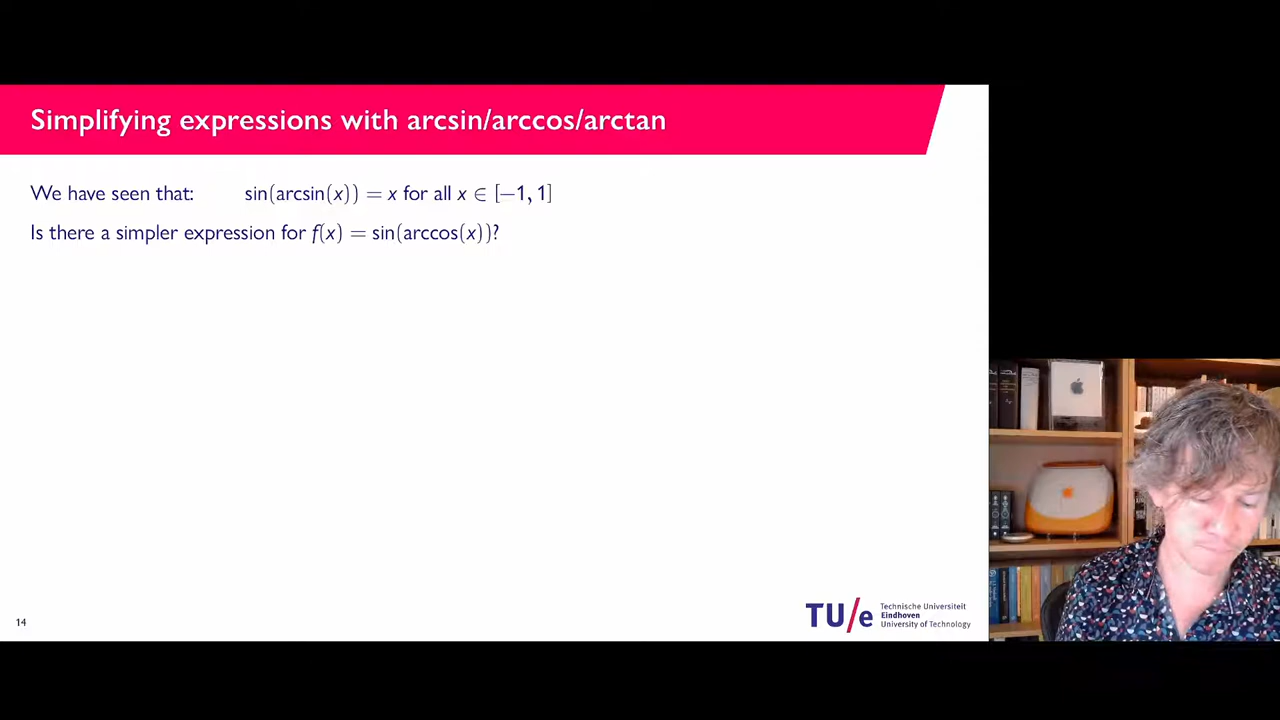 Simplifying expressions with arcsin/arccos/arctan
We have seen that: sin(arcsin(x)) = x for all x ∈ [−1, 1]
Is there a simpler expression for f(x) = sin(arccos(x))?
14
TU/e
Technische Universiteit
Eindhoven
University of Technology